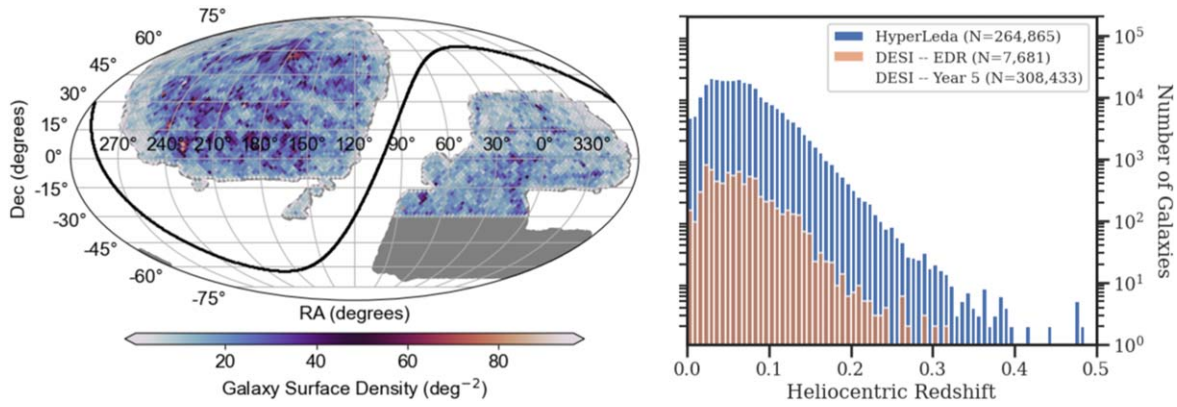 75°
60°
45°
30°
15°
0°
-15°
-30°
-45°
-60°
-75°
270° 240° 210° 180° 150° 120° 90° 60° 30° 0° 330°
Dec (degrees)
RA (degrees)
20 40 60 80
Galaxy Surface Density (deg⁻²)
HyperLeda (N=264,865)
DESI -- EDR (N=7,681)
DESI -- Year 5 (N=308,433)
10⁵
10⁴
10³
10²
10¹
10⁰
Number of Galaxies
0.0 0.1 0.2 0.3 0.4 0.5
Heliocentric Redshift